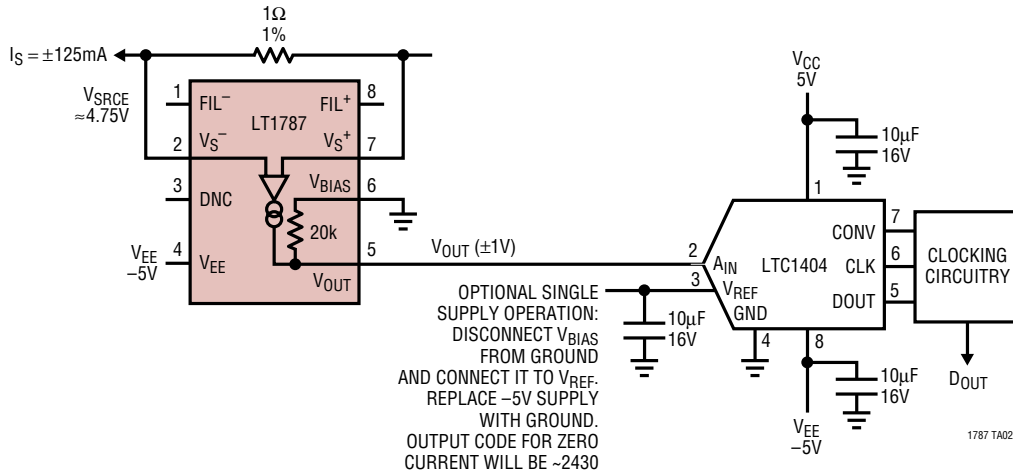 1Ω
1%
I_S = ±125mA
V_SRCE
≈4.75V
1
FIL⁻
FIL⁺
8
LT1787
2
V_S⁻
V_S⁺
7
3
DNC
V_BIAS
6
20k
V_EE
–5V
4
V_EE
V_OUT
5
V_OUT (±1V)
V_CC
5V
10µF
16V
1
2
A_IN
LTC1404
CONV
7
CLK
6
DOUT
5
CLOCKING
CIRCUITRY
D_OUT
3
V_REF
GND
4
8
10µF
16V
10µF
16V
V_EE
–5V
OPTIONAL SINGLE
SUPPLY OPERATION:
DISCONNECT V_BIAS
FROM GROUND
AND CONNECT IT TO V_REF.
REPLACE –5V SUPPLY
WITH GROUND.
OUTPUT CODE FOR ZERO
CURRENT WILL BE ~2430
1787 TA02